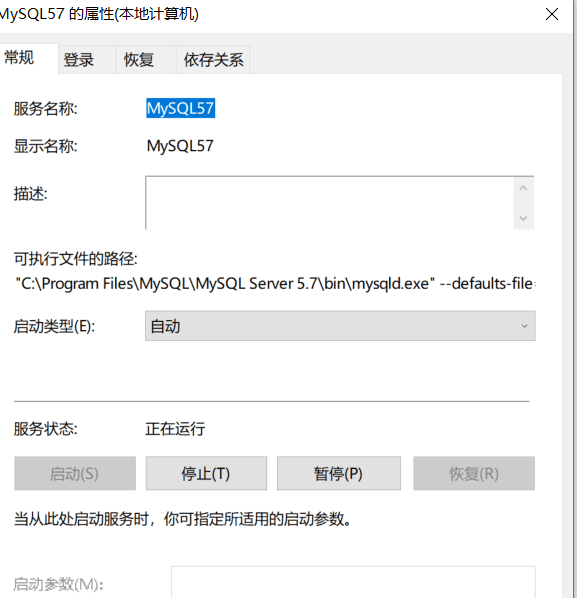 MySQL57 的属性(本地计算机)
常规 登录 恢复 依存关系
服务名称: MySQL57
显示名称: MySQL57
描述:
可执行文件的路径:
"C:\Program Files\MySQL\MySQL Server 5.7\bin\mysqld.exe" --defaults-file=
启动类型(E): 自动
服务状态: 正在运行
启动(S) 停止(T) 暂停(P) 恢复(R)
当从此处启动服务时，你可指定所适用的启动参数。
启动参数(M):